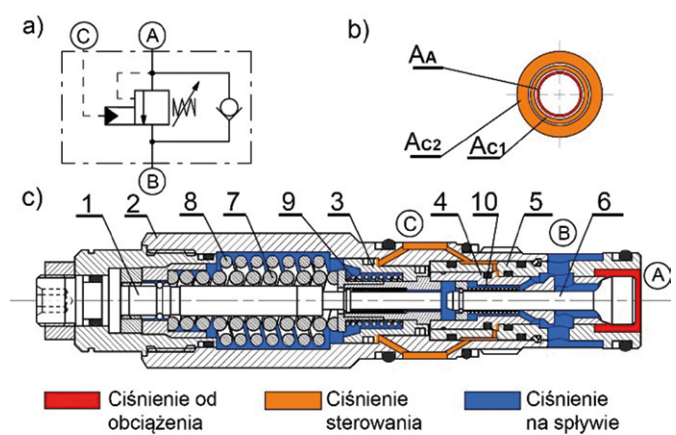 a)
C
A
b)
AA
AC2
AC1
B
c)
1 2 8 7 9 3 C 4 10 5 B 6
A
Ciśnienie od obciążenia
Ciśnienie sterowania
Ciśnienie na spływie